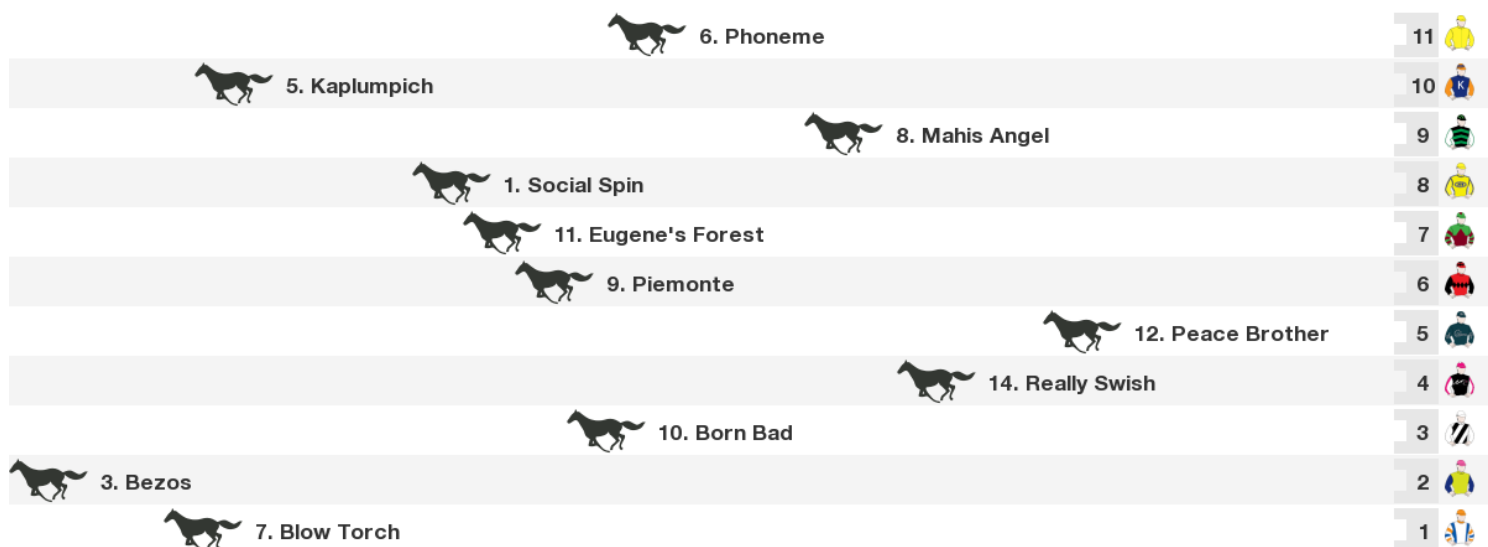 6. Phoneme 11
5. Kaplumpich 10 K
8. Mahis Angel 9
1. Social Spin 8
11. Eugene's Forest 7
9. Piemonte 6
12. Peace Brother 5
14. Really Swish 4
10. Born Bad 3
3. Bezos 2
7. Blow Torch 1